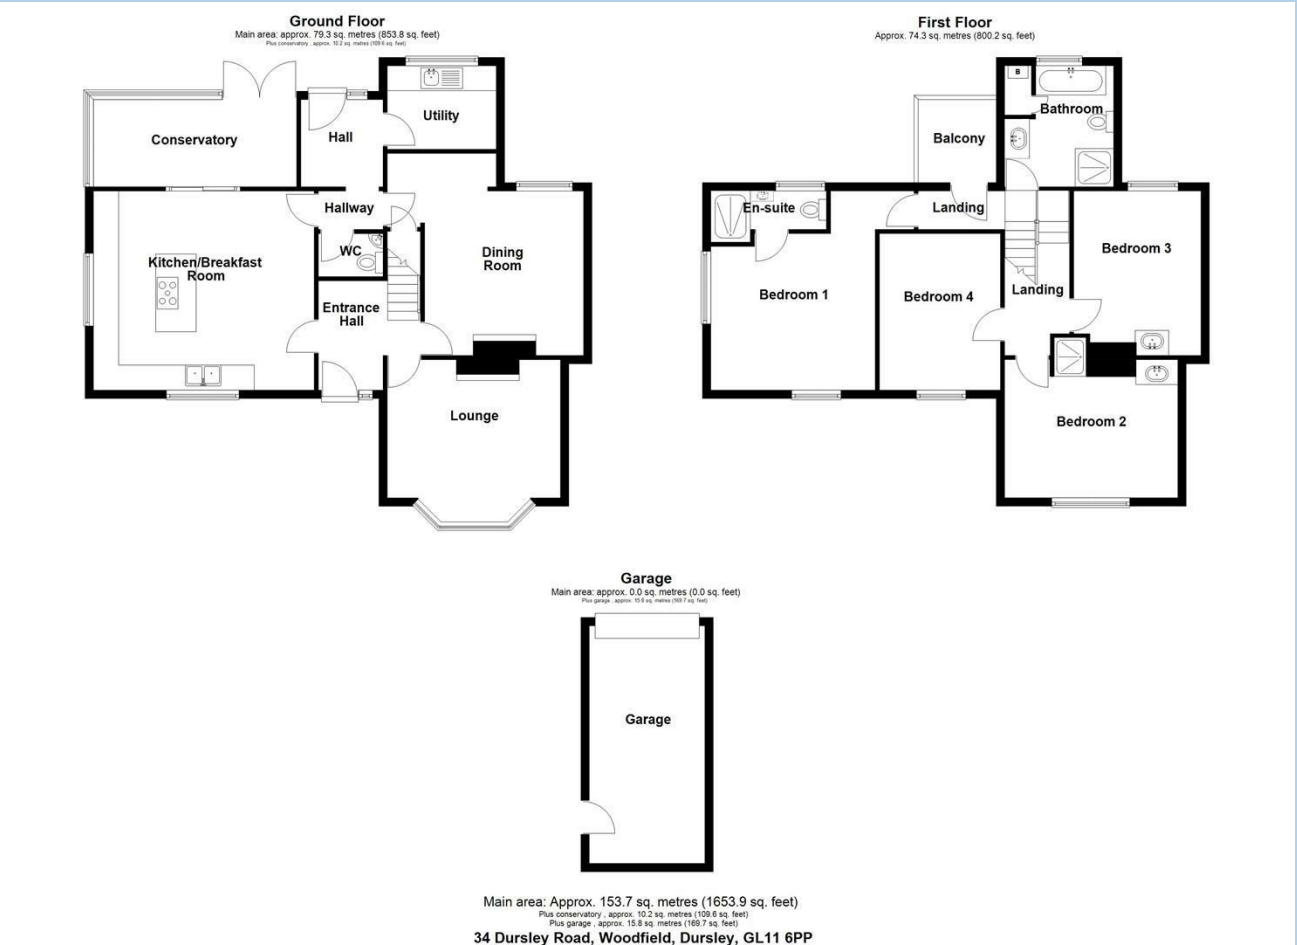 Ground Floor
Main area: approx. 79.3 sq. metres (853.8 sq. feet)
Plus conservatory , approx. 10.2 sq. metres (109.6 sq. feet)
Conservatory
Hall
Utility
Hallway
WC
Kitchen/Breakfast
Room
Dining
Room
Entrance
Hall
Lounge
First Floor
Approx. 74.3 sq. metres (800.2 sq. feet)
B
Bathroom
Balcony
En-suite
Landing
Bedroom 3
Bedroom 1
Bedroom 4
Landing
Bedroom 2
Garage
Main area: approx. 0.0 sq. metres (0.0 sq. feet)
Plus garage , approx. 15.8 sq. metres (169.7 sq. feet)
Garage
Main area: Approx. 153.7 sq. metres (1653.9 sq. feet)
Plus conservatory , approx. 10.2 sq. metres (109.6 sq. feet)
Plus garage , approx. 15.8 sq. metres (169.7 sq. feet)
34 Dursley Road, Woodfield, Dursley, GL11 6PP